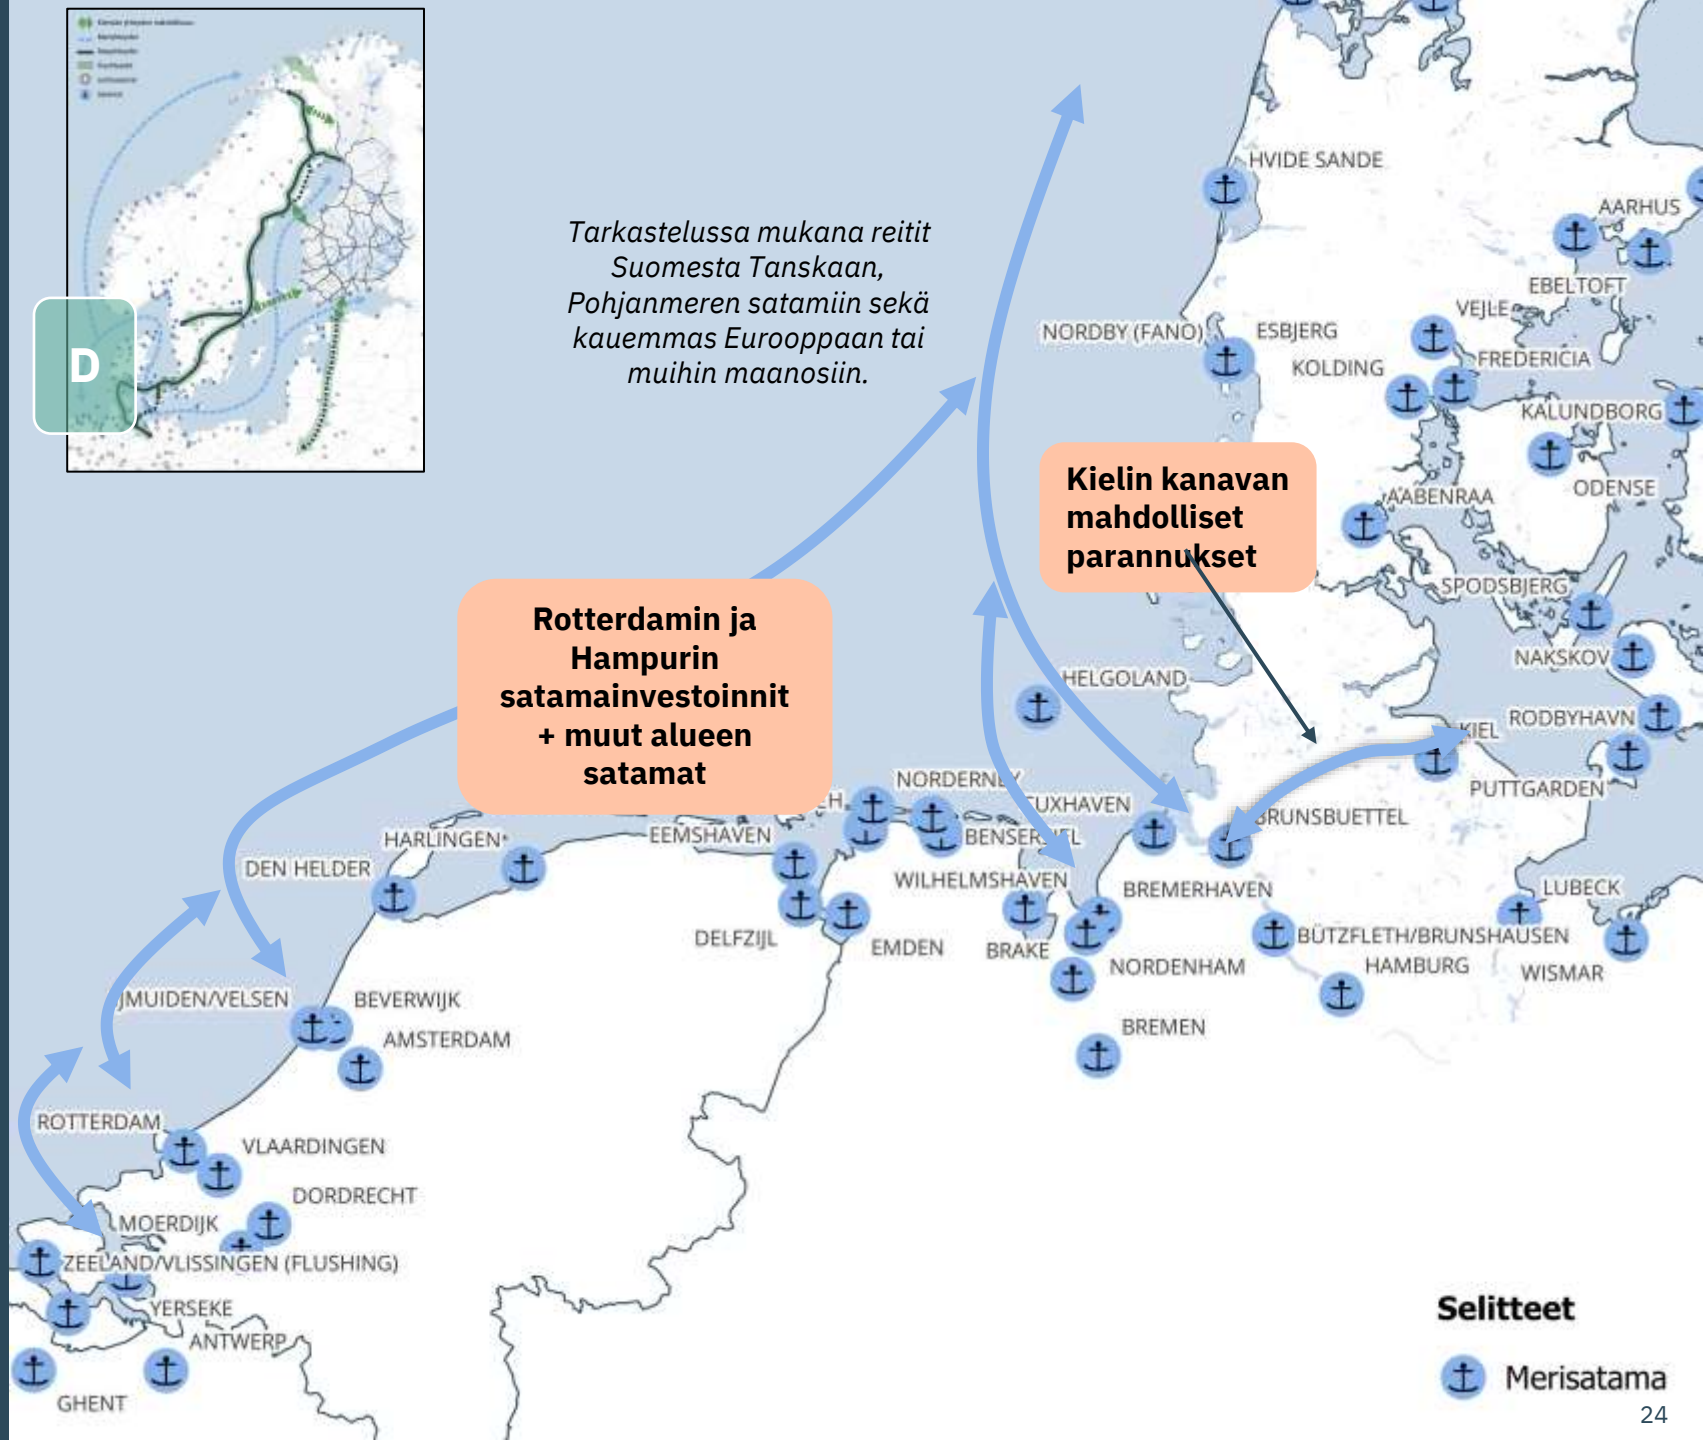 D
Tarkastelussa mukana reitit
Suomesta Tanskaan,
Pohjanmeren satamiin sekä
kauemmas Eurooppaan tai
muihin maanosiin.
HVIDE SANDE
AARHUS
EBELTOFT
VEJLE
NORDBY (FANO)
ESBJERG
FREDERICIA
KOLDING
KALUNDBORG
Kielin kanavan
mahdolliset
parannukset
AABENRAA
ODENSE
SPODSBJERG
Rotterdamin ja
Hampurin
satamainvestoinnit
+ muut alueen
satamat
NAKSKOV
HELGOLAND
RODBYHAVN
KIEL
PUTTGARDEN
NORDERNEY
CUXHAVEN
BRUNSBUETTEL
HARLINGEN
EEMSHAVEN
BENSERSIEL
DEN HELDER
WILHELMSHAVEN
BREMERHAVEN
LUBECK
DELFZIJL
EMDEN
BRAKE
BÜTZFLETH/BRUNSHAUSEN
NORDENHAM
HAMBURG
WISMAR
IJMUIDEN/VELSEN
BEVERWIJK
BREMEN
AMSTERDAM
ROTTERDAM
VLAARDINGEN
DORDRECHT
MOERDIJK
ZEELAND/VLISSINGEN (FLUSHING)
YERSEKE
ANTWERP
GHENT
Selitteet
Merisatama
24